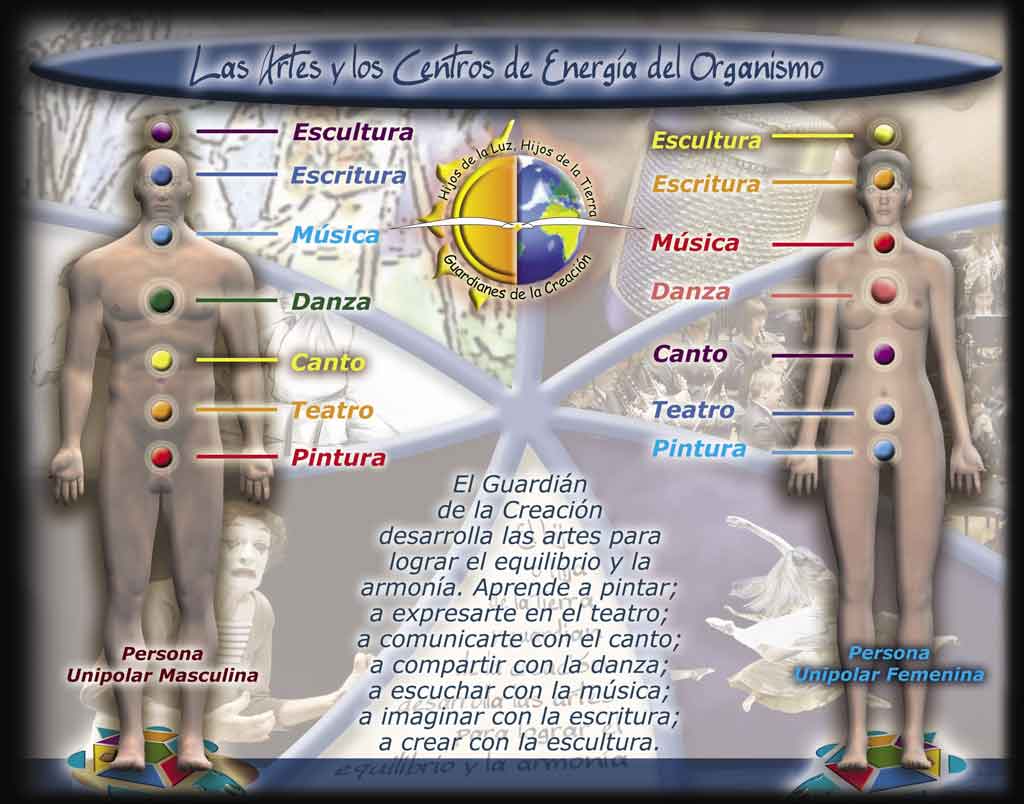 Las Artes y los Centros de Energía del Organismo
Escultura
Escritura
Música
Danza
Canto
Teatro
Pintura
Hijos de la Luz, Hijos de la Tierra
Guardianes de la Creación
Escultura
Escritura
Música
Danza
Canto
Teatro
Pintura
El Guardián
de la Creación
desarrolla las artes para
lograr el equilibrio y la
armonía. Aprende a pintar;
a expresarte en el teatro;
a comunicarte con el canto;
a compartir con la danza;
a escuchar con la música;
a imaginar con la escritura;
a crear con la escultura.
Persona
Unipolar Masculina
Persona
Unipolar Femenina
equilibrio y la armonía